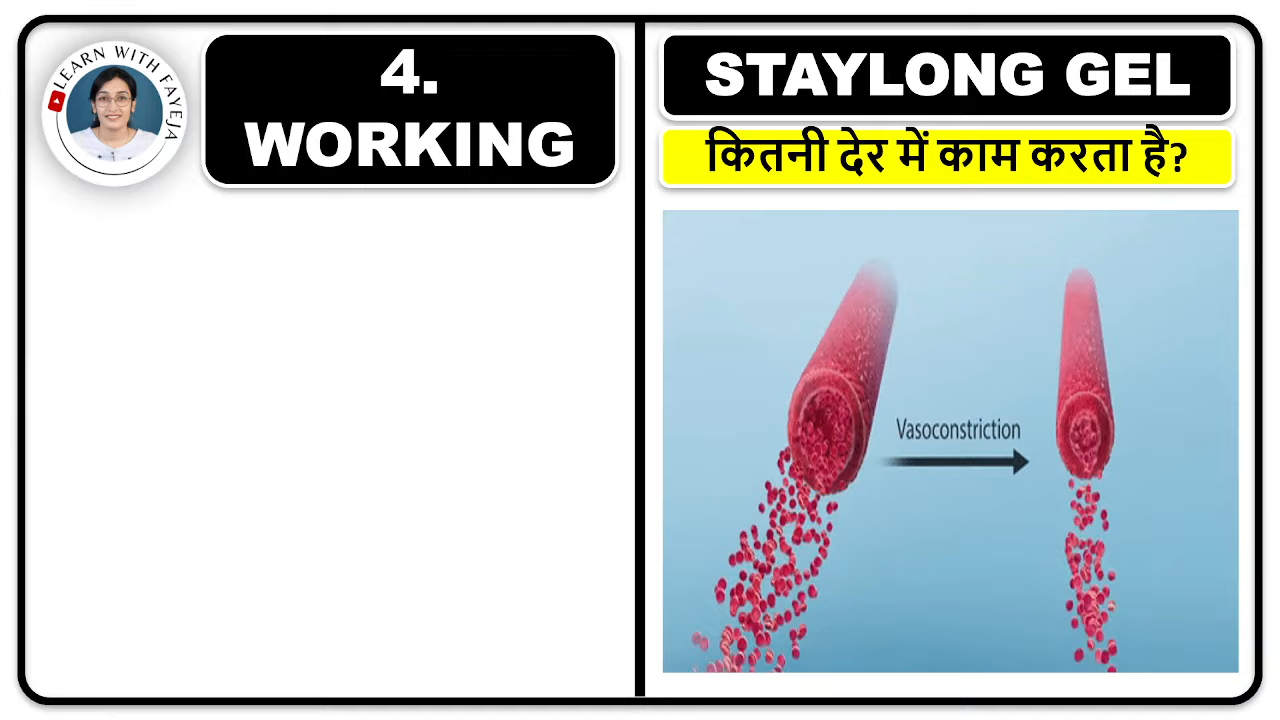 LEARN WITH FAYEJA
4.
WORKING
STAYLONG GEL
कितनी देर में काम करता है?
Vasoconstriction